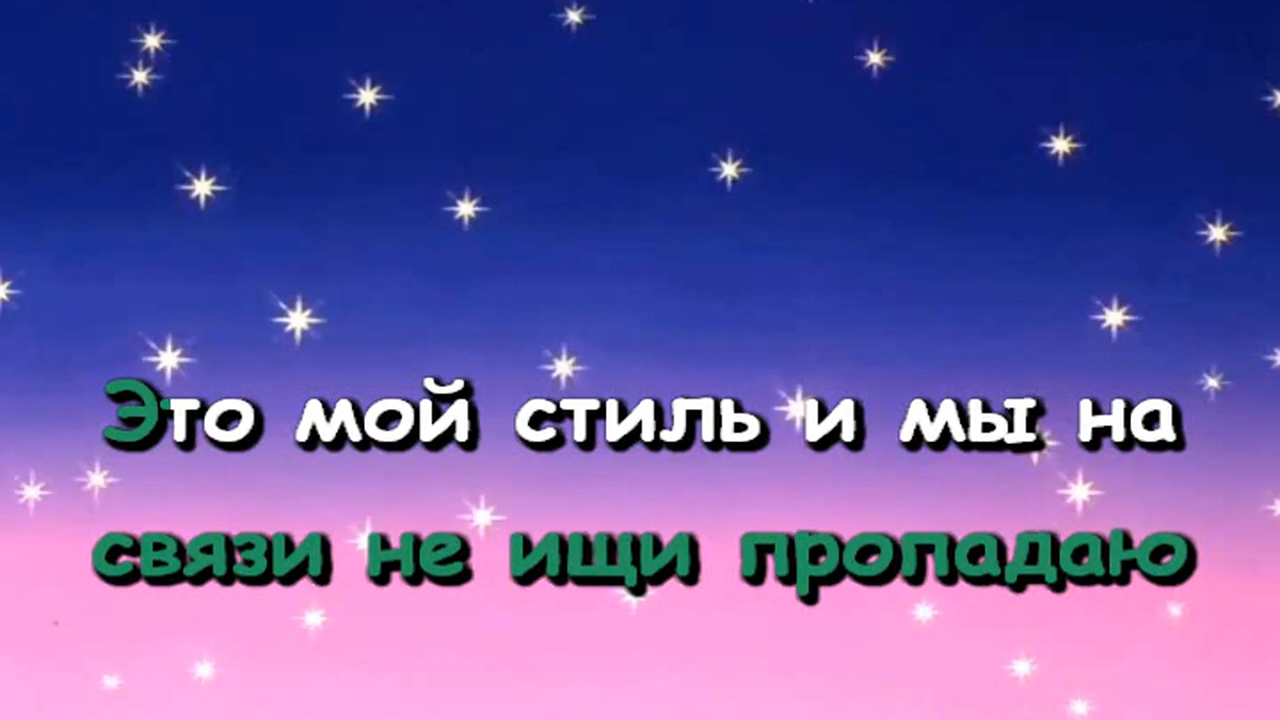 Это мой стиль и мы на
связи не ищи пропадаю